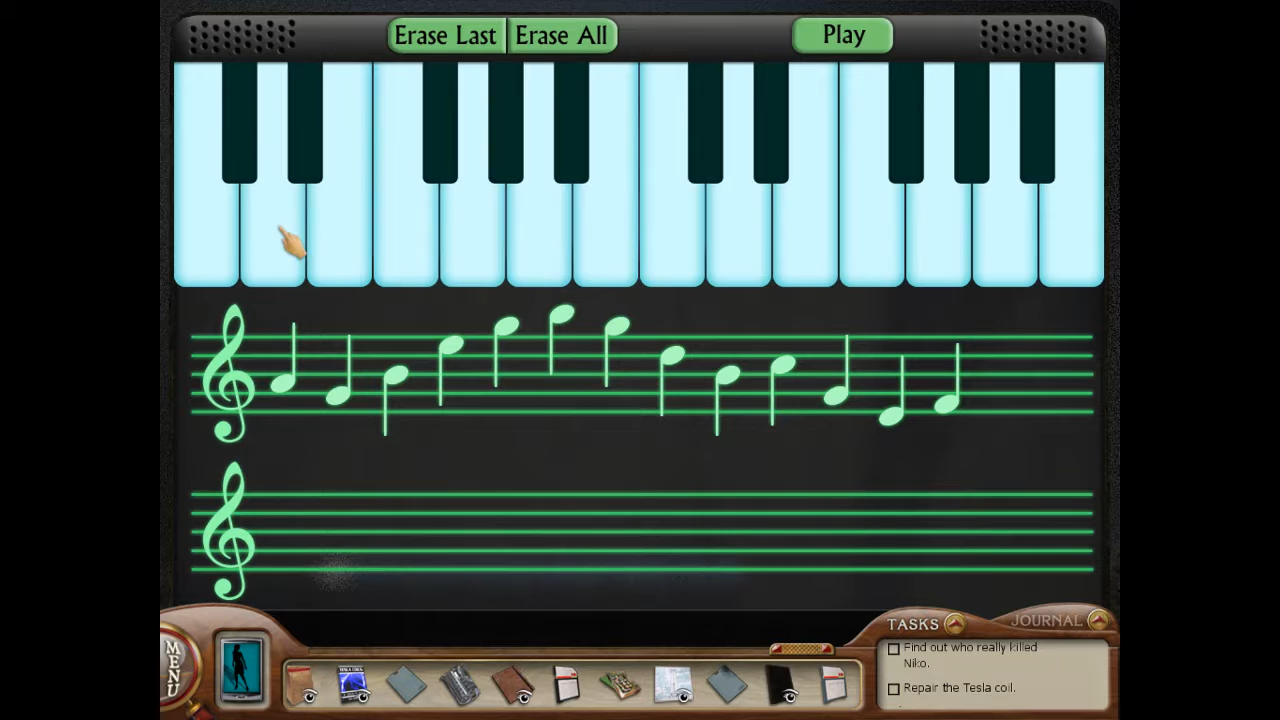 Erase Last Erase All Play
TASKS JOURNAL
Find out who really killed
Niko.
Repair the Tesla coil.
MENU